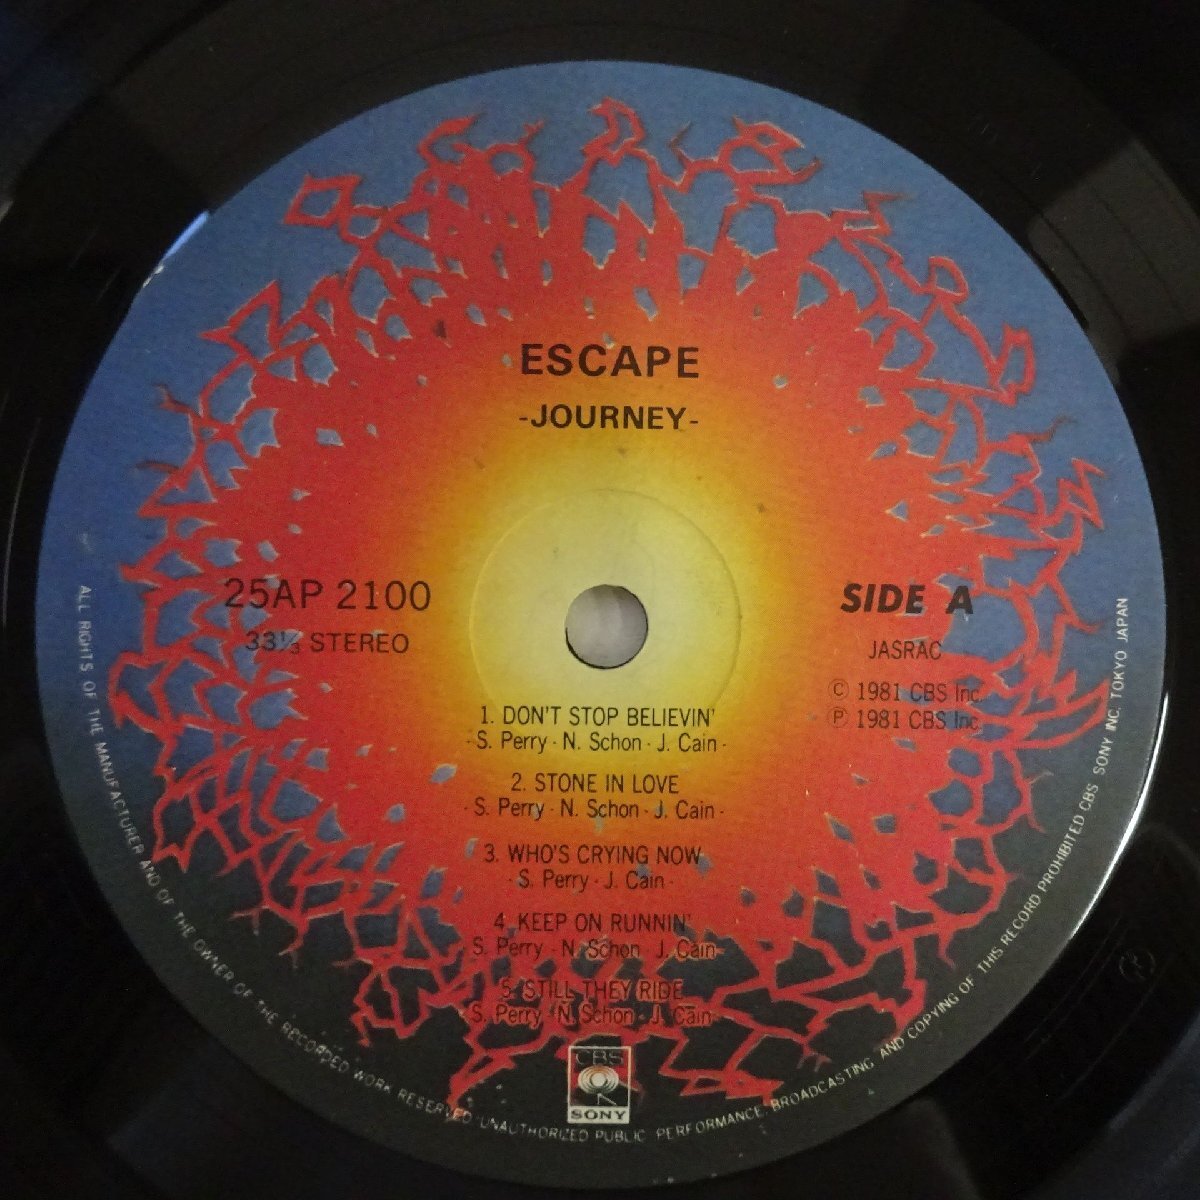 ESCAPE
-JOURNEY-
25AP 2100
33⅓ STEREO
SIDE A
JASRAC
Ⓒ 1981 CBS Inc.
Ⓟ 1981 CBS Inc.
1. DON'T STOP BELIEVIN'
· S. Perry · N. Schon · J. Cain ·
2. STONE IN LOVE
· S. Perry · N. Schon · J. Cain ·
3. WHO'S CRYING NOW
· S. Perry · J. Cain ·
4. KEEP ON RUNNIN'
S. Perry · N. Schon · J. Cain
5. STILL THEY RIDE
S. Perry · N. Schon · J. Cain
CBS
SONY
ALL RIGHTS OF THE MANUFACTURER AND OF THE OWNER OF THE RECORDED WORK RESERVED UNAUTHORIZED PUBLIC PERFORMANCE BROADCASTING AND COPYING OF THIS RECORD PROHIBITED CBS SONY INC. TOKYO JAPAN